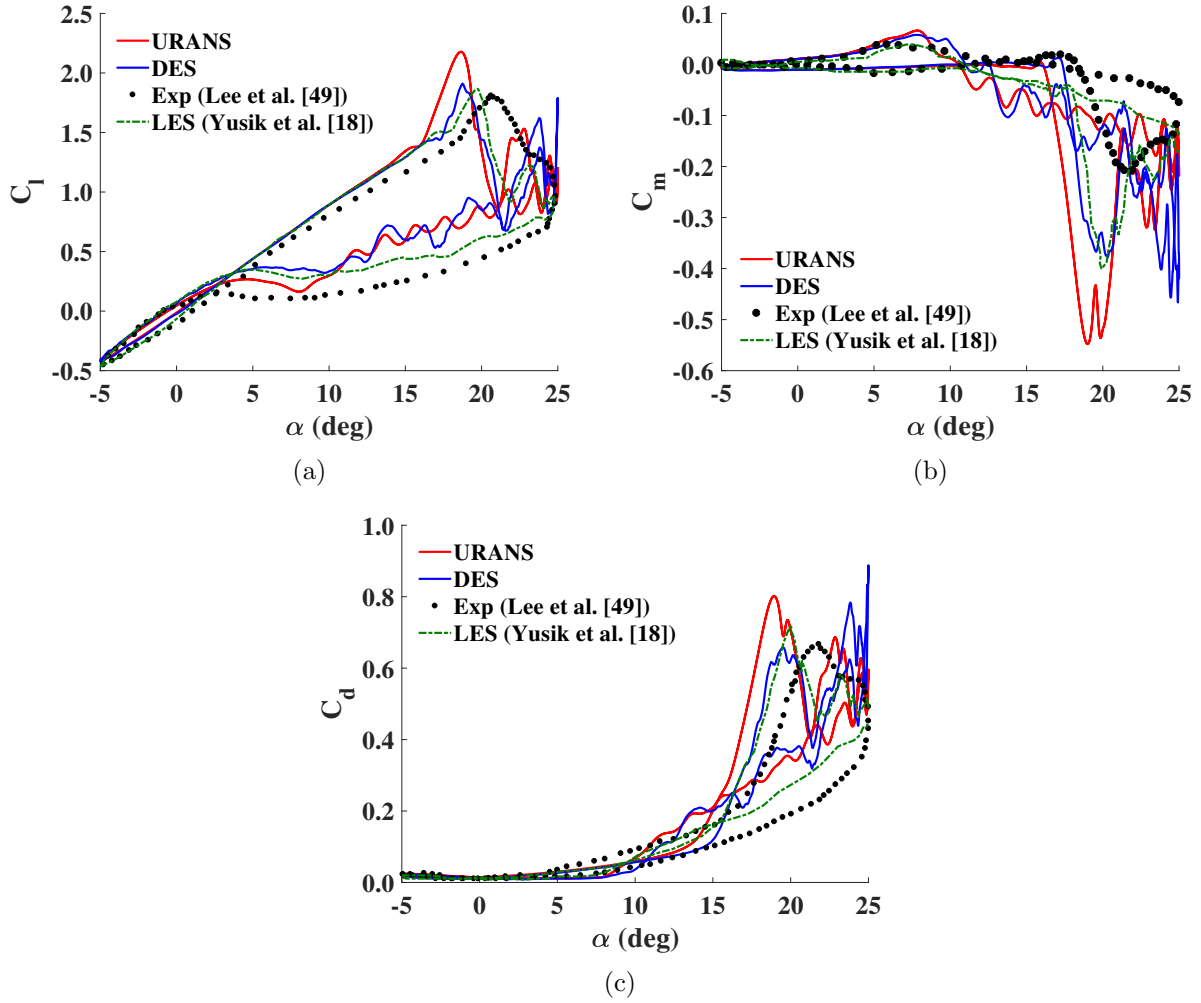 2.5
2.0
1.5
1.0
0.5
0.0
-0.5
C_l
URANS
DES
Exp (Lee et al. [49])
LES (Yusik et al. [18])
-5 0 5 10 15 20 25
α (deg)
(a)
0.1
0.0
-0.1
-0.2
-0.3
-0.4
-0.5
-0.6
C_m
URANS
DES
Exp (Lee et al. [49])
LES (Yusik et al. [18])
-5 0 5 10 15 20 25
α (deg)
(b)
1.0
0.8
0.6
0.4
0.2
0.0
C_d
URANS
DES
Exp (Lee et al. [49])
LES (Yusik et al. [18])
-5 0 5 10 15 20 25
α (deg)
(c)